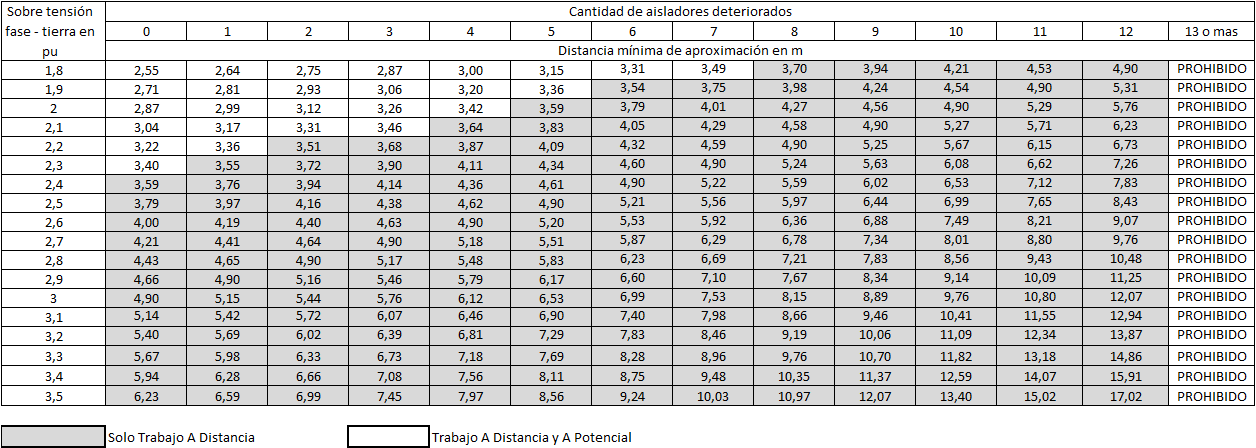 Sobre tensión fase - tierra en pu Cantidad de aisladores deteriorados
0 1 2 3 4 5 6 7 8 9 10 11 12 13 o mas
Distancia mínima de aproximación en m
1,8 2,55 2,64 2,75 2,87 3,00 3,15 3,31 3,49 3,70 3,94 4,21 4,53 4,90 PROHIBIDO
1,9 2,71 2,81 2,93 3,06 3,20 3,36 3,54 3,75 3,98 4,24 4,54 4,90 5,31 PROHIBIDO
2 2,87 2,99 3,12 3,26 3,42 3,59 3,79 4,01 4,27 4,56 4,90 5,29 5,76 PROHIBIDO
2,1 3,04 3,17 3,31 3,46 3,64 3,83 4,05 4,29 4,58 4,90 5,27 5,71 6,23 PROHIBIDO
2,2 3,22 3,36 3,51 3,68 3,87 4,09 4,32 4,59 4,90 5,25 5,67 6,15 6,73 PROHIBIDO
2,3 3,40 3,55 3,72 3,90 4,11 4,34 4,60 4,90 5,24 5,63 6,08 6,62 7,26 PROHIBIDO
2,4 3,59 3,76 3,94 4,14 4,36 4,61 4,90 5,22 5,59 6,02 6,53 7,12 7,83 PROHIBIDO
2,5 3,79 3,97 4,16 4,38 4,62 4,90 5,21 5,56 5,97 6,44 6,99 7,65 8,43 PROHIBIDO
2,6 4,00 4,19 4,40 4,63 4,90 5,20 5,53 5,92 6,36 6,88 7,49 8,21 9,07 PROHIBIDO
2,7 4,21 4,41 4,64 4,90 5,18 5,51 5,87 6,29 6,78 7,34 8,01 8,80 9,76 PROHIBIDO
2,8 4,43 4,65 4,90 5,17 5,48 5,83 6,23 6,69 7,21 7,83 8,56 9,43 10,48 PROHIBIDO
2,9 4,66 4,90 5,16 5,46 5,79 6,17 6,60 7,10 7,67 8,34 9,14 10,09 11,25 PROHIBIDO
3 4,90 5,15 5,44 5,76 6,12 6,53 6,99 7,53 8,15 8,89 9,76 10,80 12,07 PROHIBIDO
3,1 5,14 5,42 5,72 6,07 6,46 6,90 7,40 7,98 8,66 9,46 10,41 11,55 12,94 PROHIBIDO
3,2 5,40 5,69 6,02 6,39 6,81 7,29 7,83 8,46 9,19 10,06 11,09 12,34 13,87 PROHIBIDO
3,3 5,67 5,98 6,33 6,73 7,18 7,69 8,28 8,96 9,76 10,70 11,82 13,18 14,86 PROHIBIDO
3,4 5,94 6,28 6,66 7,08 7,56 8,11 8,75 9,48 10,35 11,37 12,59 14,07 15,91 PROHIBIDO
3,5 6,23 6,59 6,99 7,45 7,97 8,56 9,24 10,03 10,97 12,07 13,40 15,02 17,02 PROHIBIDO
Solo Trabajo A Distancia Trabajo A Distancia y A Potencial